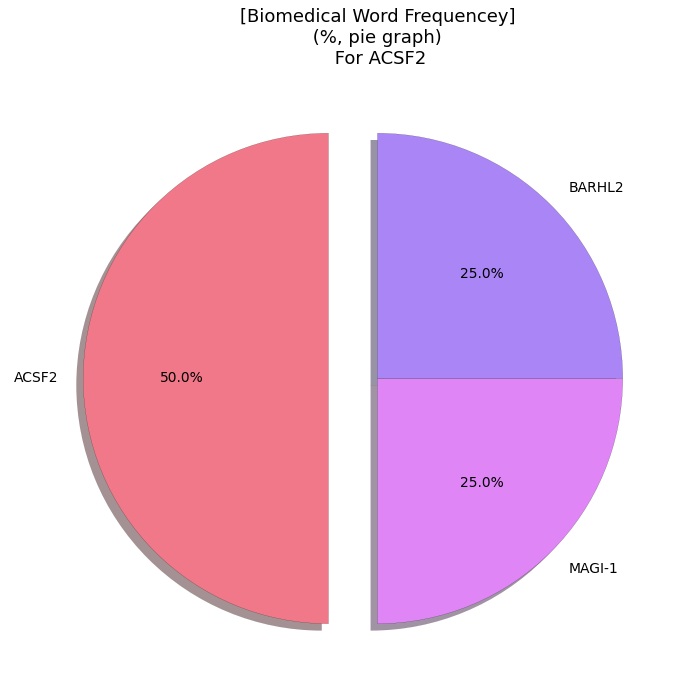 [Biomedical Word Frequencey]
(%, pie graph)
For ACSF2
BARHL2
25.0%
ACSF2
50.0%
25.0%
MAGI-1